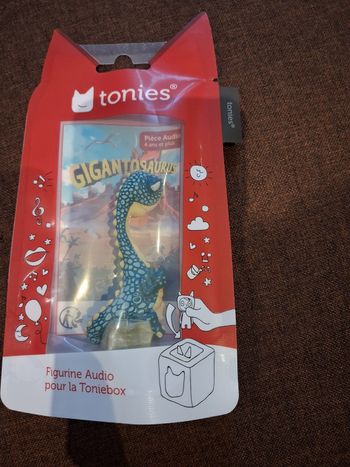 tonies®
tonies®
Pièce Audio
4 ans et plus
GIGANTOSAURUS
Figurine Audio
pour la Toniebox